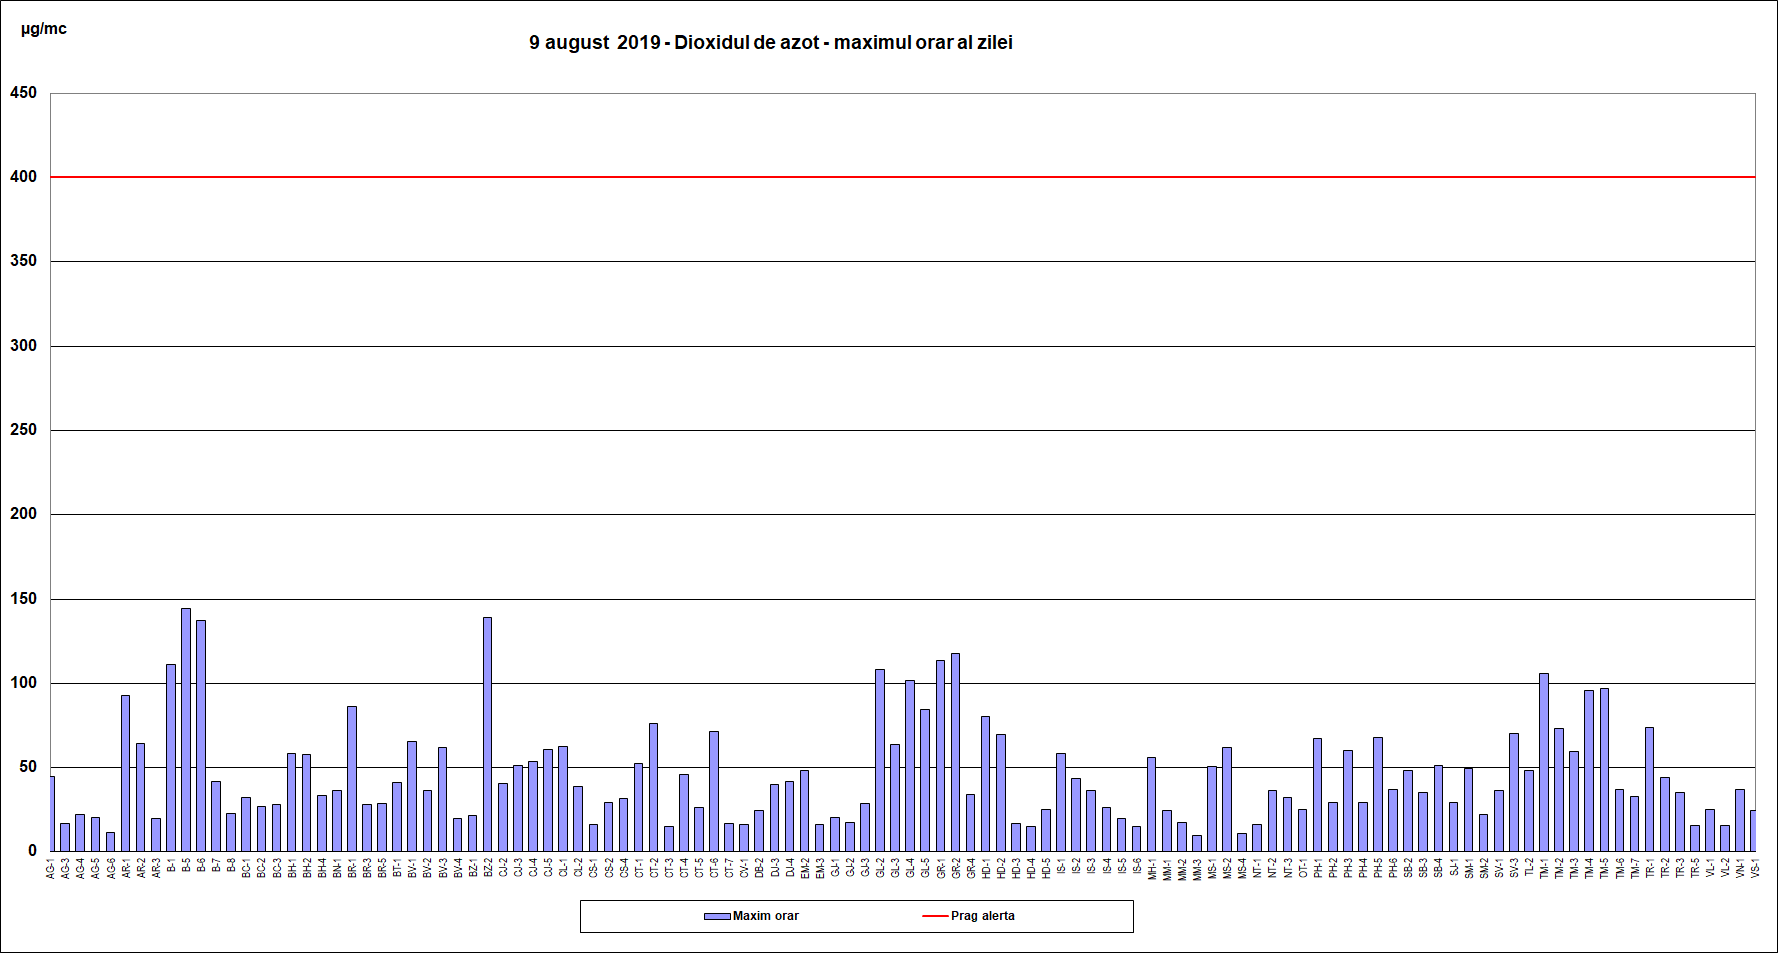 µg/mc
9 august 2019 - Dioxidul de azot - maximul orar al zilei
450
400
350
300
250
200
150
100
50
0
AG-1 AG-3 AG-4 AG-5 AG-6 AR-1 AR-2 AR-3 B-1 B-5 B-6 B-7 B-8 BC-1 BC-2 BC-3 BH-1 BH-2 BH-4 BN-1 BR-1 BR-3 BR-5 BT-1 BV-1 BV-2 BV-3 BV-4 BZ-1 BZ-2 CJ-2 CJ-3 CJ-4 CJ-5 CL-1 CL-2 CS-1 CS-2 CS-4 CT-1 CT-2 CT-3 CT-4 CT-5 CT-6 CT-7 CV-1 DB-2 DJ-3 DJ-4 EM-2 EM-3 GJ-1 GJ-2 GJ-3 GL-2 GL-3 GL-4 GL-5 GR-1 GR-2 GR-4 HD-1 HD-2 HD-3 HD-4 HD-5 IS-1 IS-2 IS-3 IS-4 IS-5 IS-6 MH-1 MM-1 MM-2 MM-3 MS-1 MS-2 MS-4 NT-1 NT-2 NT-3 OT-1 PH-1 PH-2 PH-3 PH-4 PH-5 PH-6 SB-2 SB-3 SB-4 SJ-1 SM-1 SM-2 SV-1 SV-3 TL-2 TM-1 TM-2 TM-3 TM-4 TM-5 TM-6 TM-7 TR-1 TR-2 TR-3 TR-5 VL-1 VL-2 VN-1 VS-1
Maxim orar Prag alerta